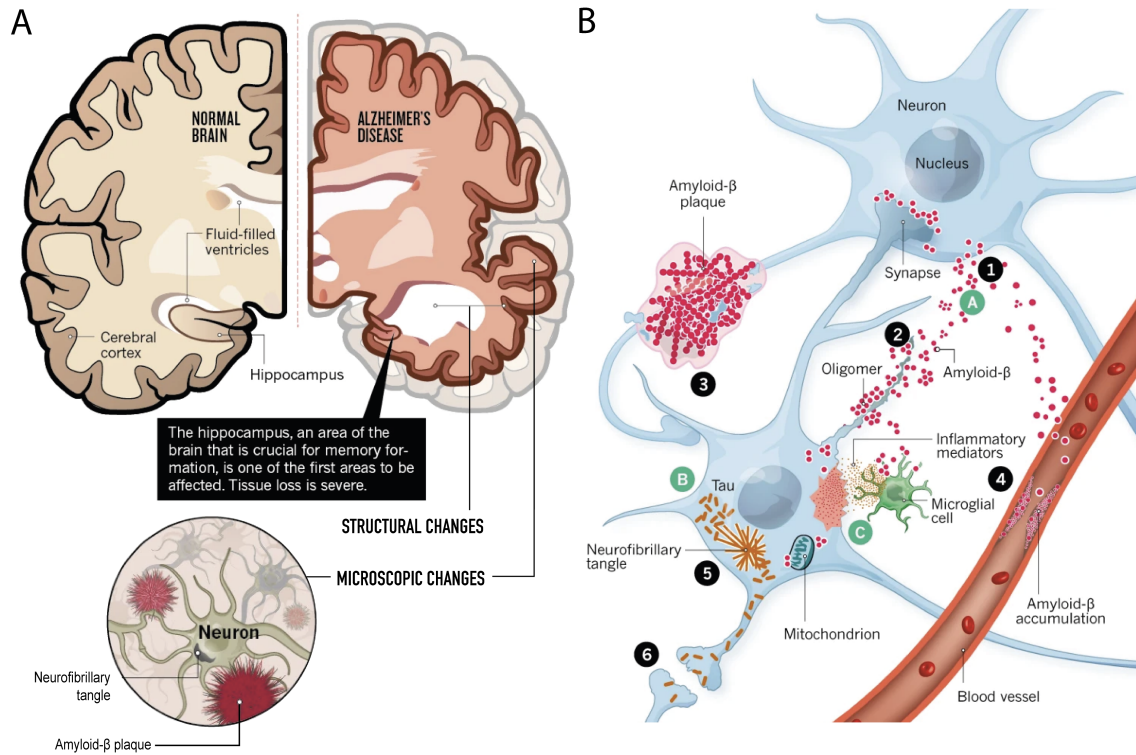 A
NORMAL
BRAIN
ALZHEIMER'S
DISEASE
Fluid-filled
ventricles
Cerebral
cortex
Hippocampus
The hippocampus, an area of the
brain that is crucial for memory for-
mation, is one of the first areas to be
affected. Tissue loss is severe.
STRUCTURAL CHANGES
MICROSCOPIC CHANGES
Neuron
Neurofibrillary
tangle
Amyloid-β plaque
B
Neuron
Nucleus
Amyloid-β
plaque
Synapse
1
A
2
3
Oligomer
Amyloid-β
Inflammatory
mediators
4
B
Tau
Microglial
cell
C
Neurofibrillary
tangle
5
Mitochondrion
Amyloid-β
accumulation
6
Blood vessel